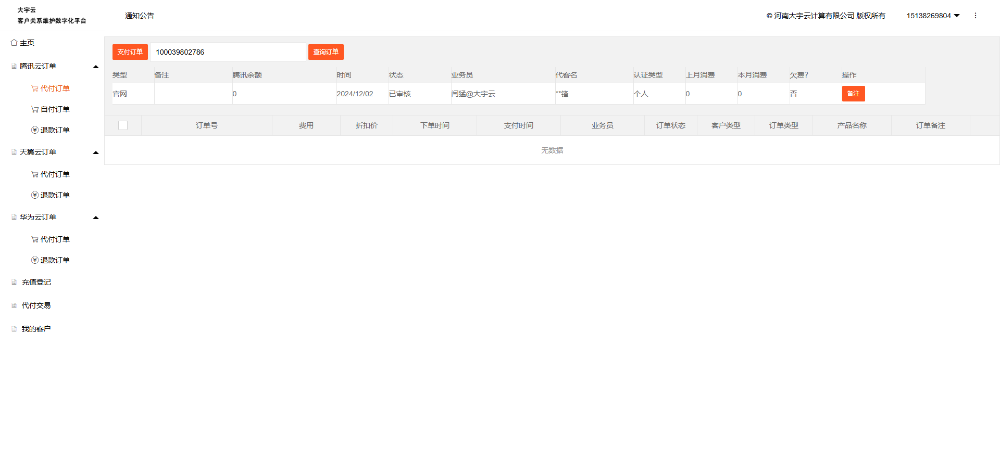 大宇云
客户关系维护数字化平台
通知公告
© 河南大宇云计算有限公司 版权所有
15138269804
主页
腾讯云订单
代付订单
自付订单
退款订单
天翼云订单
代付订单
退款订单
华为云订单
代付订单
退款订单
充值登记
代付交易
我的客户
支付订单 100039802786 查询订单
类型 备注 腾讯余额 时间 状态 业务员 代客名 认证类型 上月消费 本月消费 欠费? 操作
官网 0 2024/12/02 已审核 闫猛@大宇云 **锋 个人 0 0 否 备注
订单号 费用 折扣价 下单时间 支付时间 业务员 订单状态 客户类型 订单类型 产品名称 订单备注
无数据